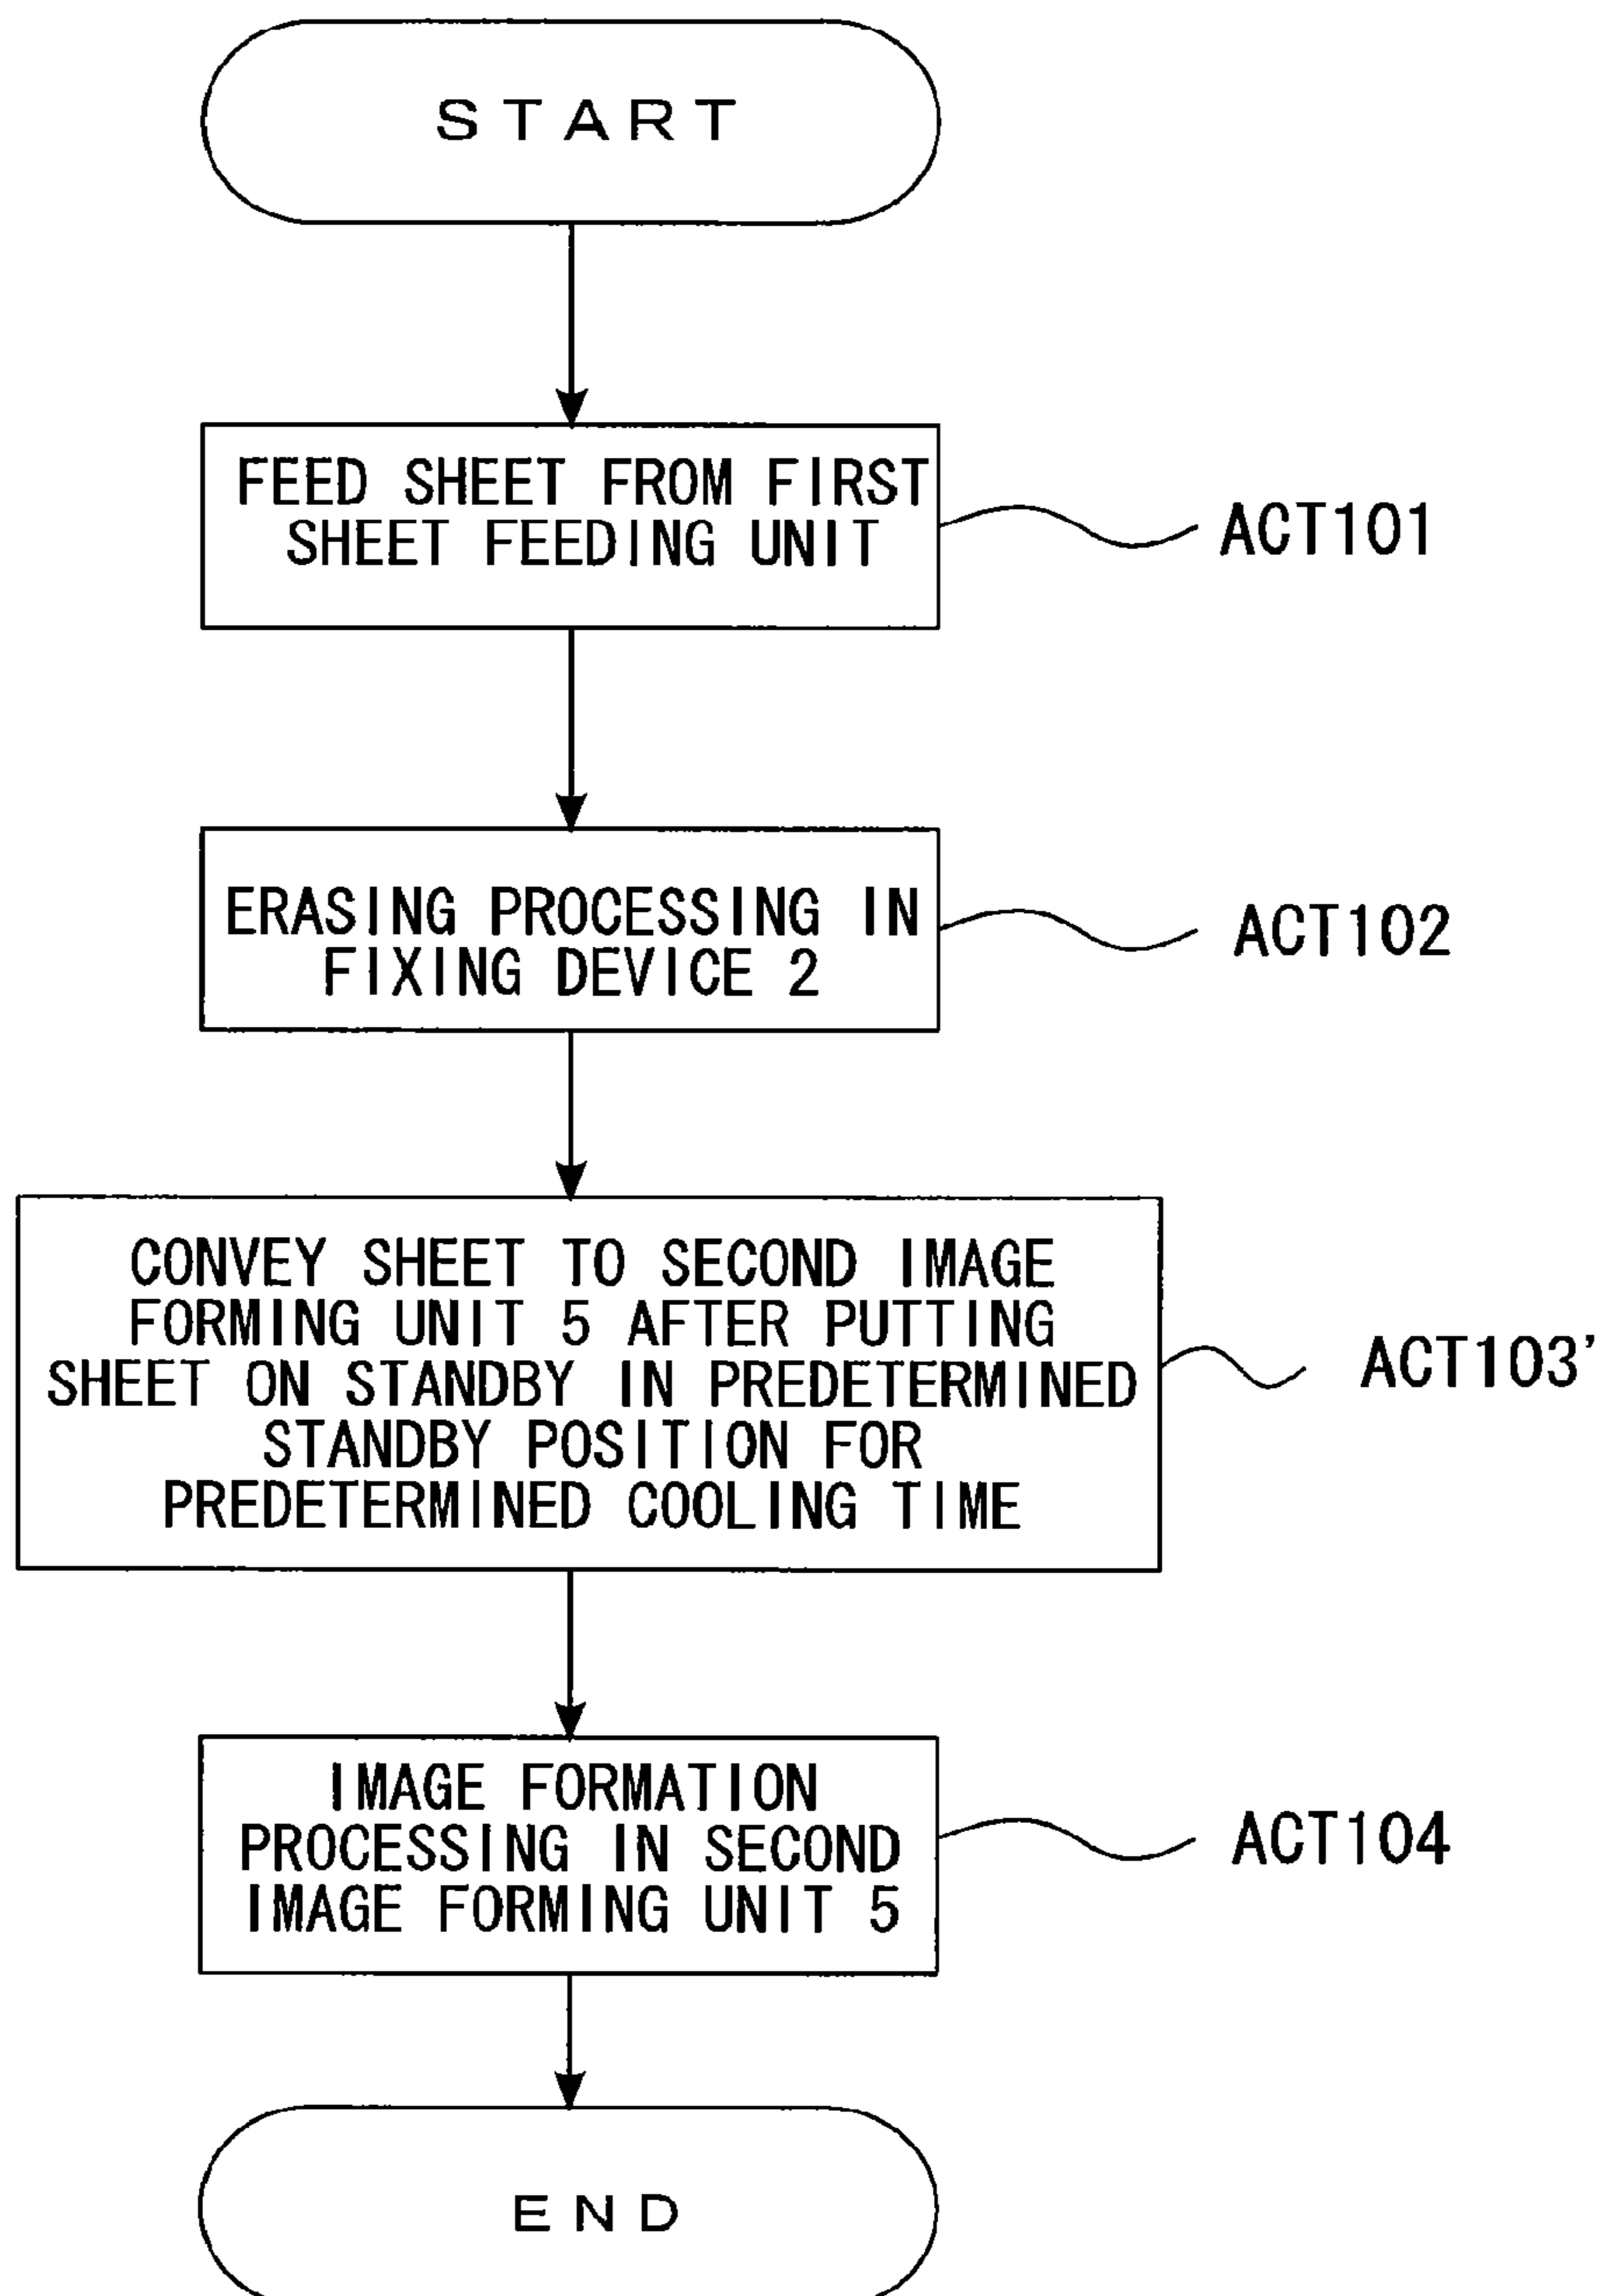 START
FEED SHEET FROM FIRST
SHEET FEEDING UNIT
ACT101
ERASING PROCESSING IN
FIXING DEVICE 2
ACT102
CONVEY SHEET TO SECOND IMAGE
FORMING UNIT 5 AFTER PUTTING
SHEET ON STANDBY IN PREDETERMINED
STANDBY POSITION FOR
PREDETERMINED COOLING TIME
ACT103'
IMAGE FORMATION
PROCESSING IN SECOND
IMAGE FORMING UNIT 5
ACT104
END